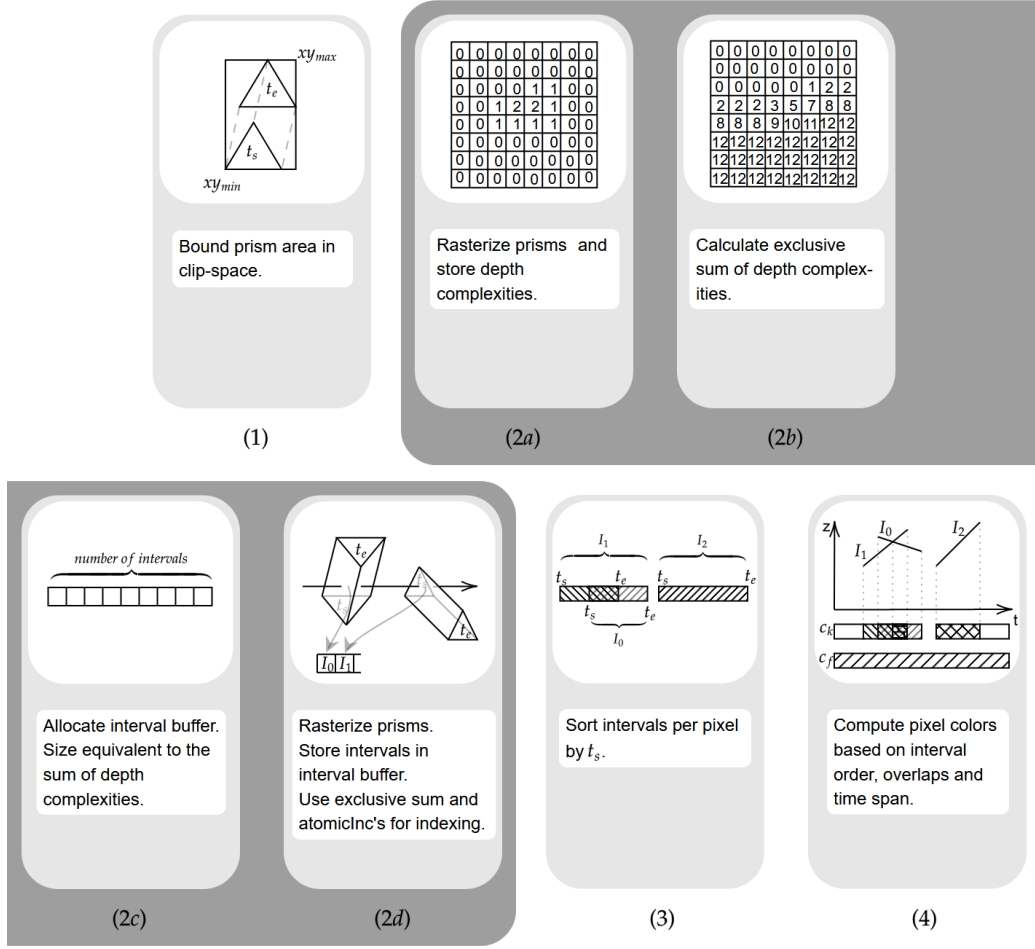 xy_max
t_e
t_s
xy_min
Bound prism area in
clip-space.
(1)
0 0 0 0 0 0 0 0
0 0 0 0 0 0 0 0
0 0 0 0 1 1 0 0
0 0 1 2 2 1 0 0
0 0 1 1 1 1 0 0
0 0 0 0 0 0 0 0
0 0 0 0 0 0 0 0
0 0 0 0 0 0 0 0
Rasterize prisms and
store depth
complexities.
(2a)
0 0 0 0 0 0 0 0
0 0 0 0 0 0 0 0
0 0 0 0 0 1 2 2
2 2 2 3 5 7 8 8
8 8 8 9 10 11 12 12
12 12 12 12 12 12 12 12
12 12 12 12 12 12 12 12
12 12 12 12 12 12 12 12
Calculate exclusive
sum of depth complex-
ities.
(2b)
number of intervals
Allocate interval buffer.
Size equivalent to the
sum of depth
complexities.
(2c)
t_e
t_s
t_s
t_e
I_0 I_1
Rasterize prisms.
Store intervals in
interval buffer.
Use exclusive sum and
atomicInc's for indexing.
(2d)
I_1 I_2
t_s t_e t_s t_e
t_s t_e
I_0
Sort intervals per pixel
by t_s.
(3)
z
I_0 I_2
I_1
t
c_k
c_f
Compute pixel colors
based on interval
order, overlaps and
time span.
(4)